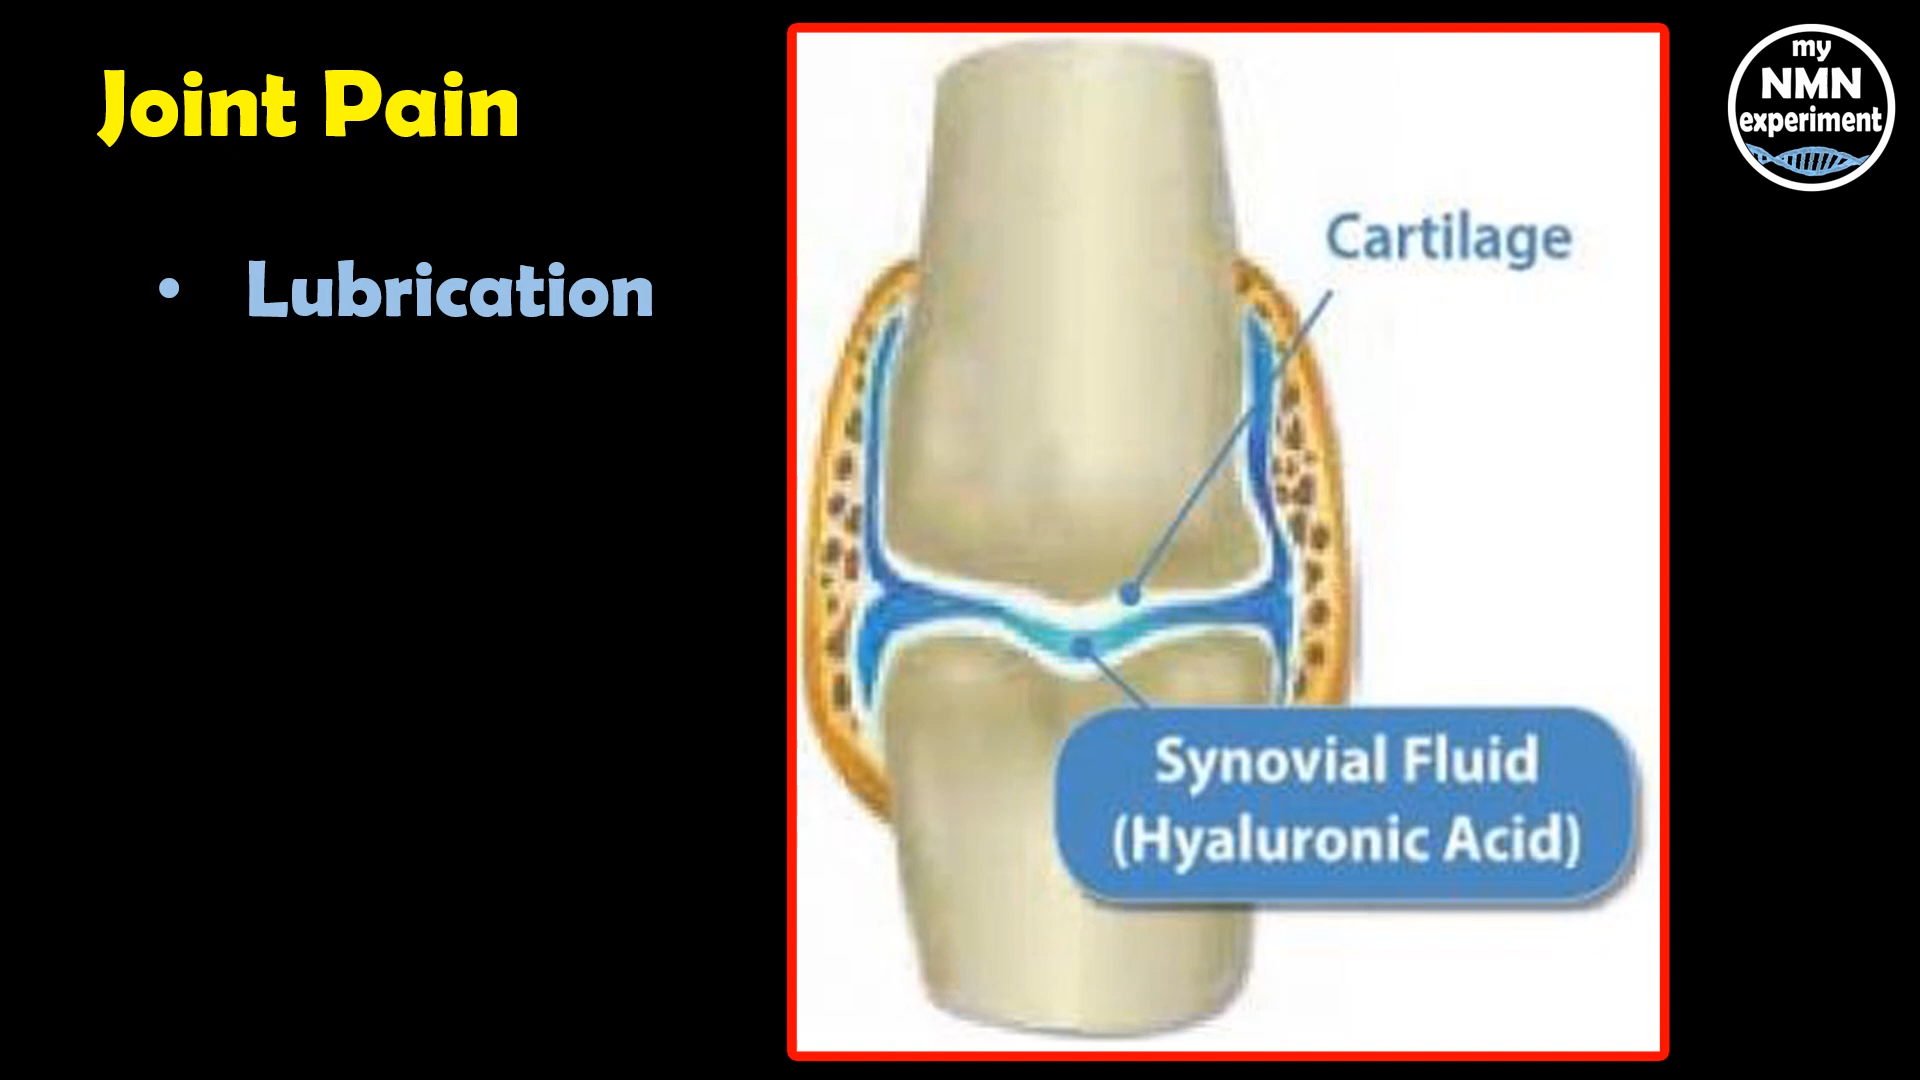 Joint Pain
• Lubrication
Cartilage
Synovial Fluid
(Hyaluronic Acid)
my
NMN
experiment